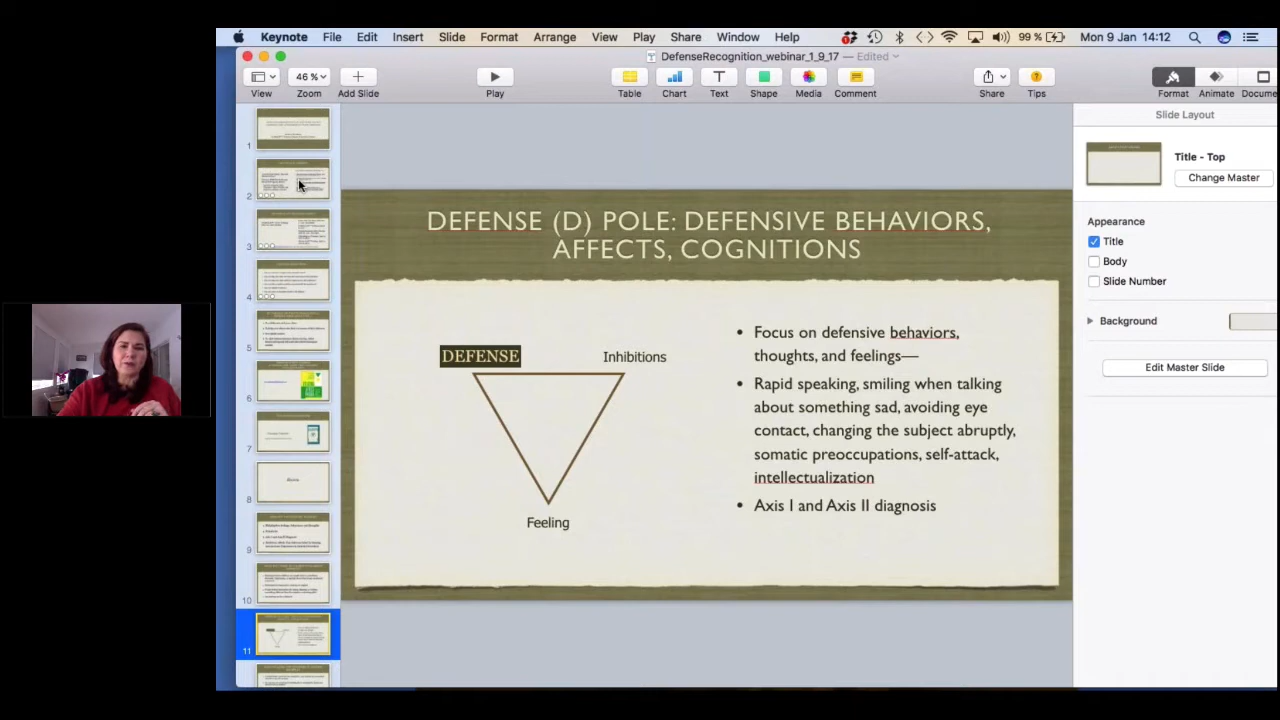 Keynote File Edit Insert Slide Format Arrange View Play Share Window Help 99% Mon 9 Jan 14:12
DefenseRecognition_webinar_1_9_17 — Edited
46%
View Zoom Add Slide Play Table Chart Text Shape Media Comment Share Tips Format Animate Docume
Slide Layout
Title - Top
Change Master
Appearance
Title
Body
Slide Number
Background
Edit Master Slide
1
2
3
4
5
6
7
8
9
10
11
DEFENSE (D) POLE: DEFENSIVE BEHAVIORS,
AFFECTS, COGNITIONS
DEFENSE
Inhibitions
Feeling
• Focus on defensive behaviors,
thoughts, and feelings—
• Rapid speaking, smiling when talking
about something sad, avoiding eye
contact, changing the subject abruptly,
somatic preoccupations, self-attack,
intellectualization
• Axis I and Axis II diagnosis